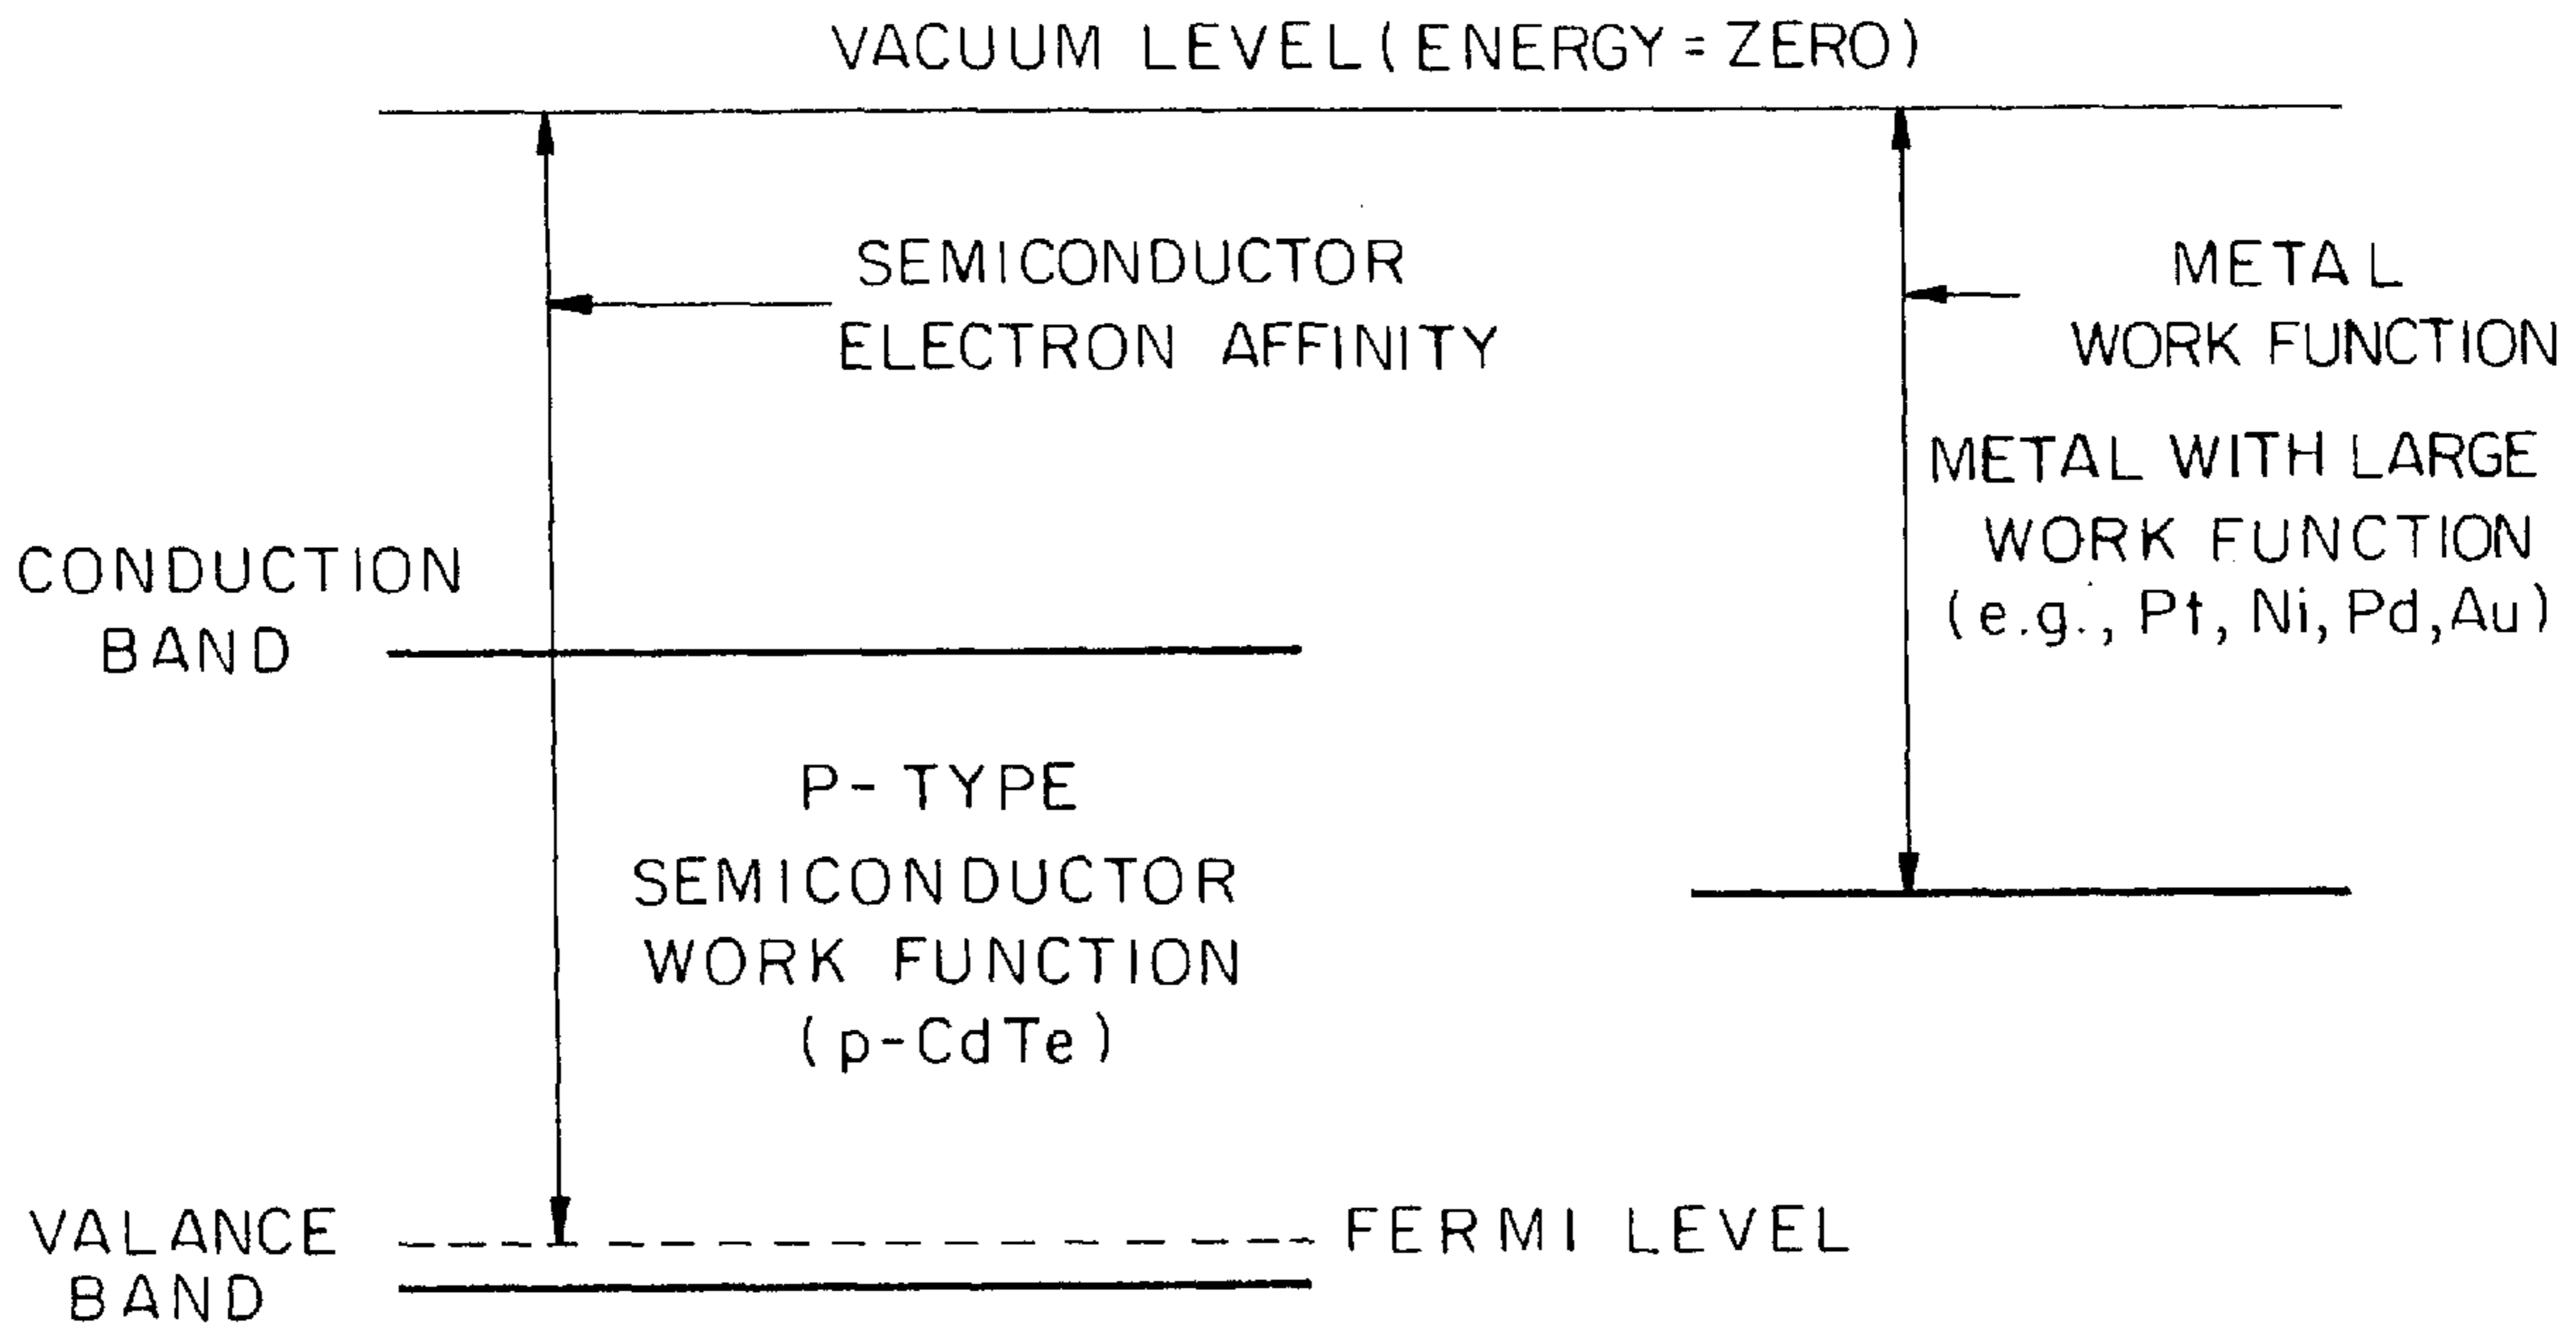 VACUUM LEVEL(ENERGY=ZERO)
SEMICONDUCTOR
ELECTRON AFFINITY
METAL
WORK FUNCTION
METAL WITH LARGE
WORK FUNCTION
(e.g., Pt, Ni, Pd, Au)
CONDUCTION
BAND
P-TYPE
SEMICONDUCTOR
WORK FUNCTION
(p-CdTe)
VALANCE
BAND
FERMI LEVEL